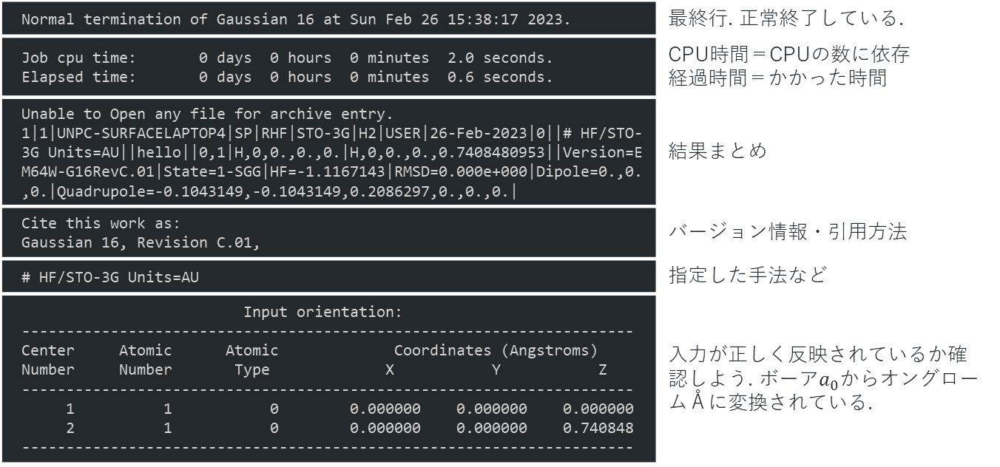 Normal termination of Gaussian 16 at Sun Feb 26 15:38:17 2023.
最終行. 正常終了している.
Job cpu time:       0 days  0 hours  0 minutes  2.0 seconds.
Elapsed time:       0 days  0 hours  0 minutes  0.6 seconds.
CPU時間＝CPUの数に依存
経過時間＝かかった時間
Unable to Open any file for archive entry.
1|1|UNPC-SURFACELAPTOP4|SP|RHF|STO-3G|H2|USER|26-Feb-2023|0||# HF/STO-
3G Units=AU||hello||0,1|H,0,0.,0.,0.|H,0,0.,0.,0.7408480953||Version=E
M64W-G16RevC.01|State=1-SGG|HF=-1.1167143|RMSD=0.000e+000|Dipole=0.,0.
,0.|Quadrupole=-0.1043149,-0.1043149,0.2086297,0.,0.,0.|
結果まとめ
Cite this work as:
Gaussian 16, Revision C.01,
バージョン情報・引用方法
# HF/STO-3G Units=AU
指定した手法など
Input orientation:
---------------------------------------------------------------------
Center     Atomic      Atomic             Coordinates (Angstroms)
Number     Number       Type             X           Y           Z
---------------------------------------------------------------------
1          1           0        0.000000    0.000000    0.000000
2          1           0        0.000000    0.000000    0.740848
---------------------------------------------------------------------
入力が正しく反映されているか確
認しよう. ボーアa₀からオングロー
ムÅに変換されている.